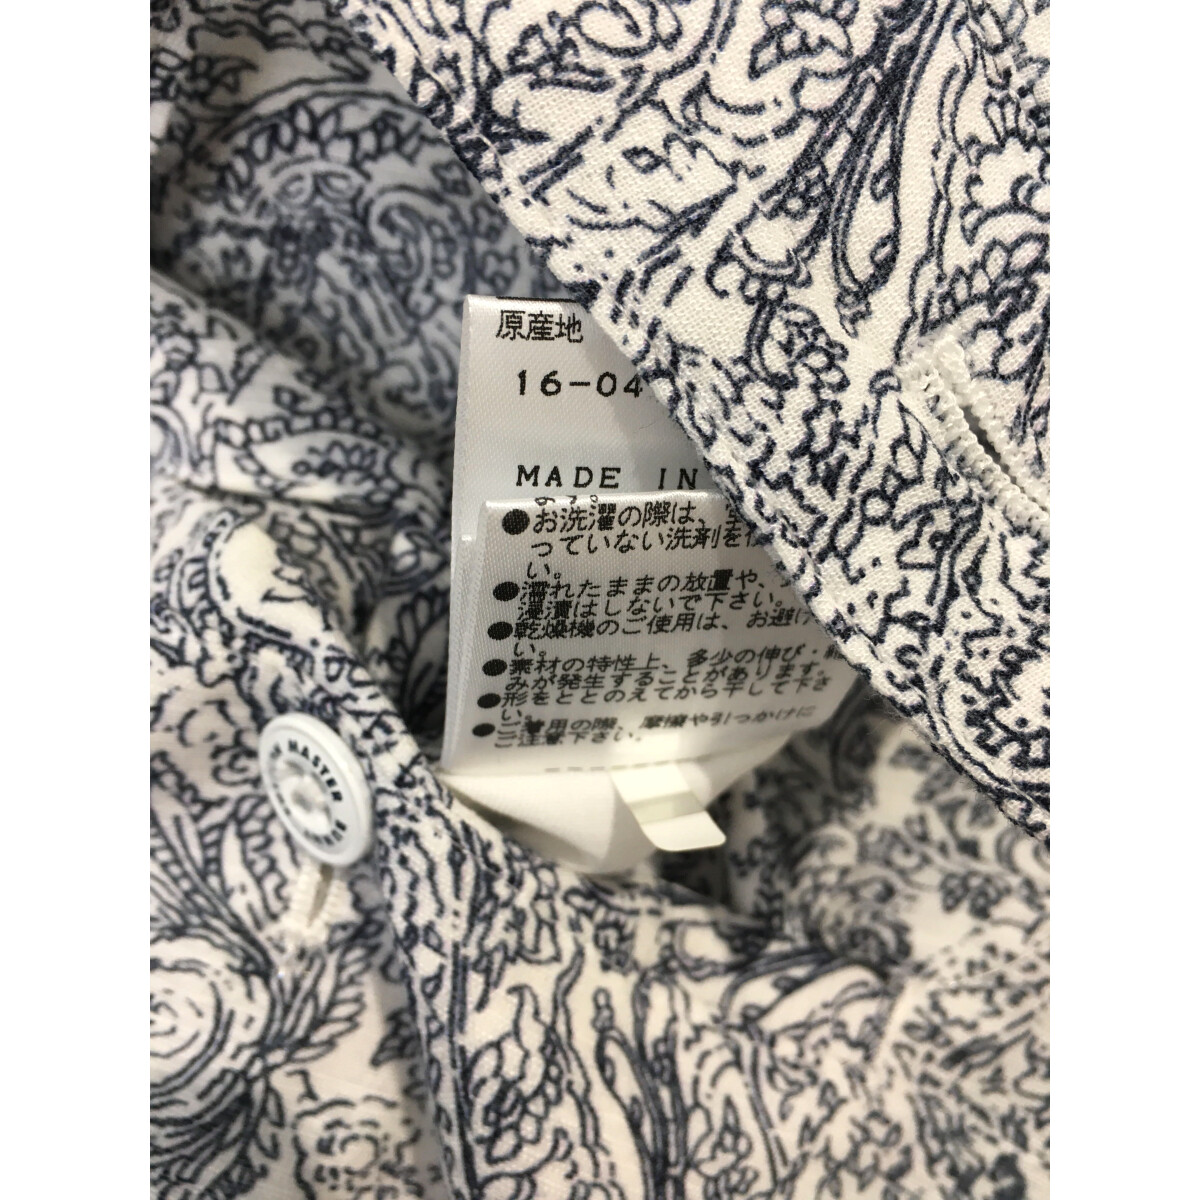 原産地
16-04
MADE IN
ます。
●お洗濯の際は、
っていない洗剤を
い。
●濡れたままの放置や、
浸漬はしないで下さい。
●乾燥機のご使用は、お避け
い。
●素材の特性上、多少の伸び・
みが発生することがあります。
●形をととのえてから干して下さ
い。
●ご着用の際、摩擦や引っかけに
ご注意下さい。
MASTER